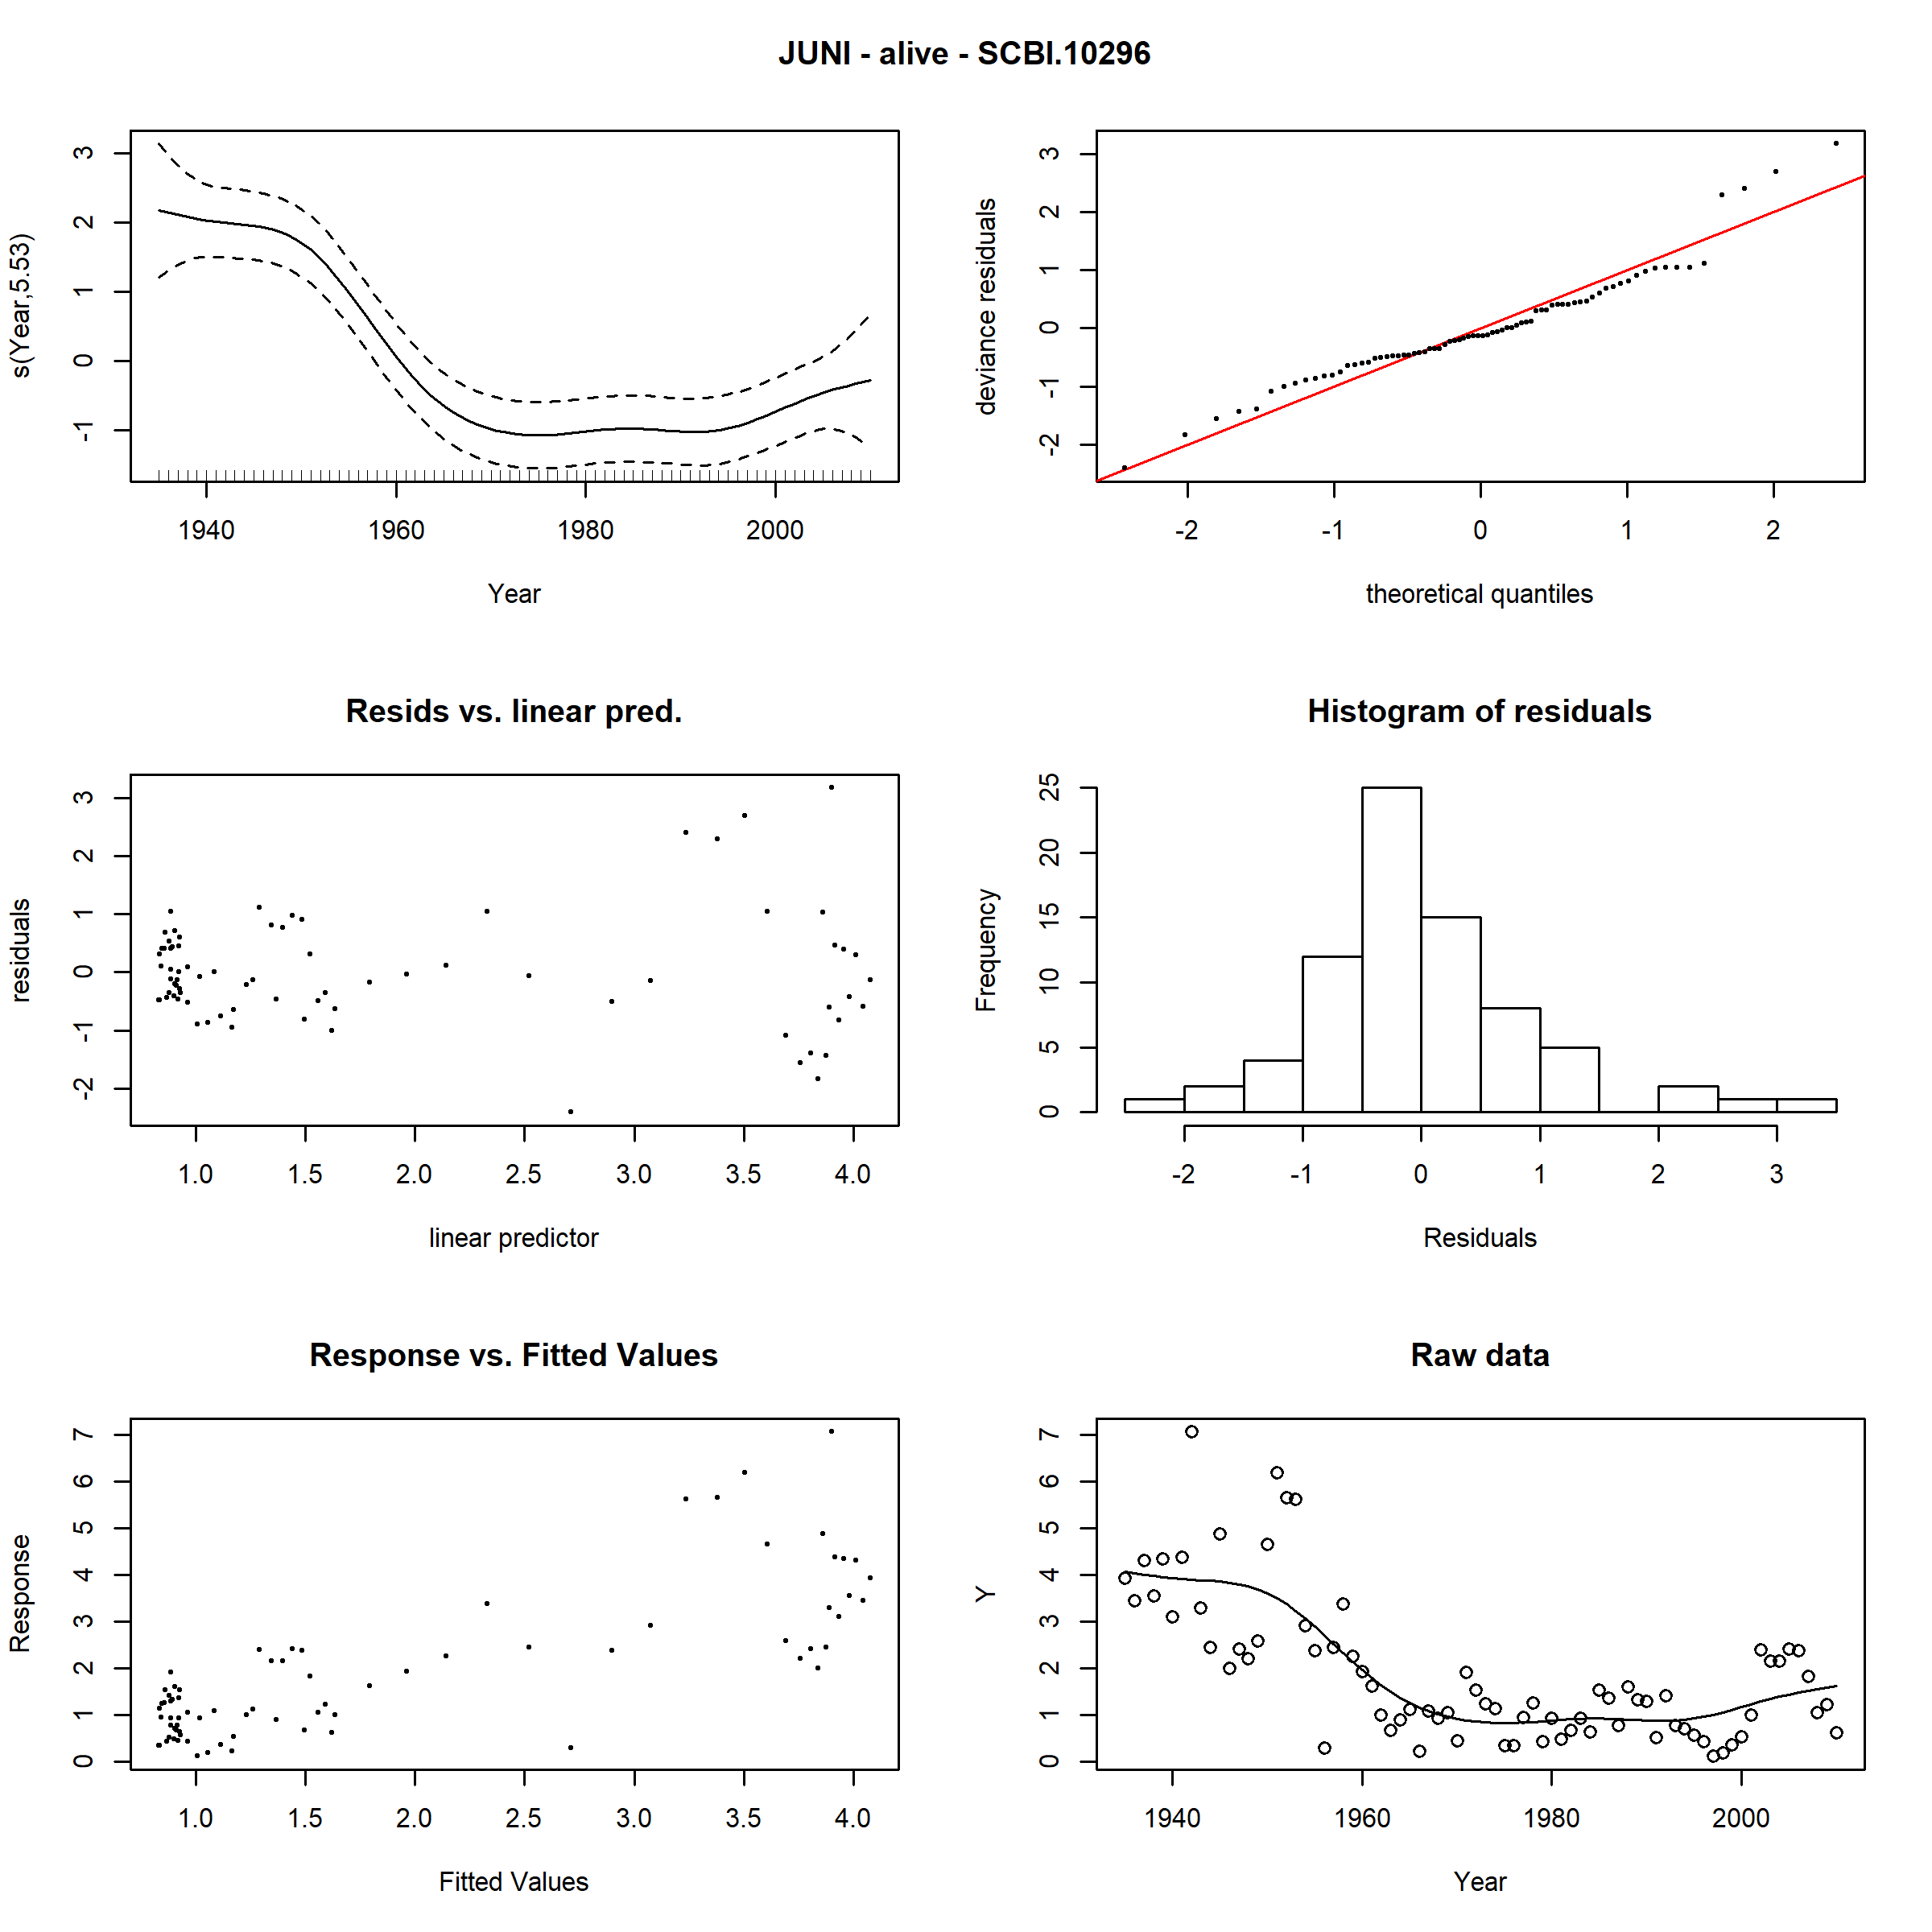 JUNI - alive - SCBI.10296
s(Year,5.53)
3
2
1
0
-1
1940 1960 1980 2000
Year
deviance residuals
3
2
1
0
-1
-2
-2 -1 0 1 2
theoretical quantiles
Resids vs. linear pred.
residuals
3
2
1
0
-1
-2
1.0 1.5 2.0 2.5 3.0 3.5 4.0
linear predictor
Histogram of residuals
Frequency
25
20
15
10
5
0
-2 -1 0 1 2 3
Residuals
Response vs. Fitted Values
Response
7
6
5
4
3
2
1
0
1.0 1.5 2.0 2.5 3.0 3.5 4.0
Fitted Values
Raw data
Y
7
6
5
4
3
2
1
0
1940 1960 1980 2000
Year